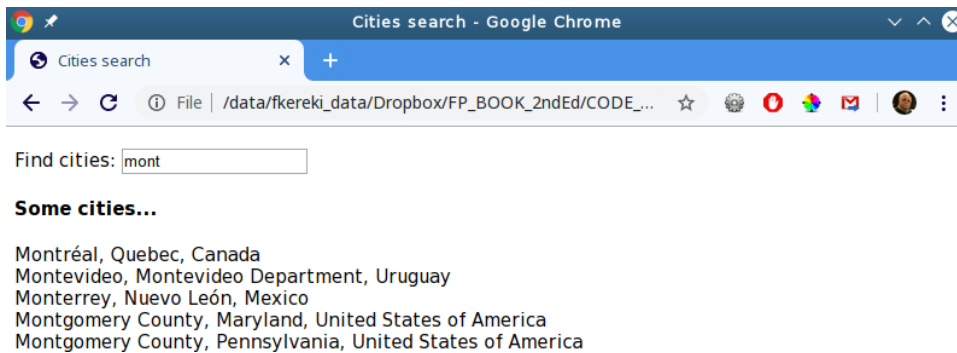 Cities search - Google Chrome
Cities search
File | /data/fkereki_data/Dropbox/FP_BOOK_2ndEd/CODE_...
Find cities: mont
Some cities...
Montréal, Quebec, Canada
Montevideo, Montevideo Department, Uruguay
Monterrey, Nuevo León, Mexico
Montgomery County, Maryland, United States of America
Montgomery County, Pennsylvania, United States of America